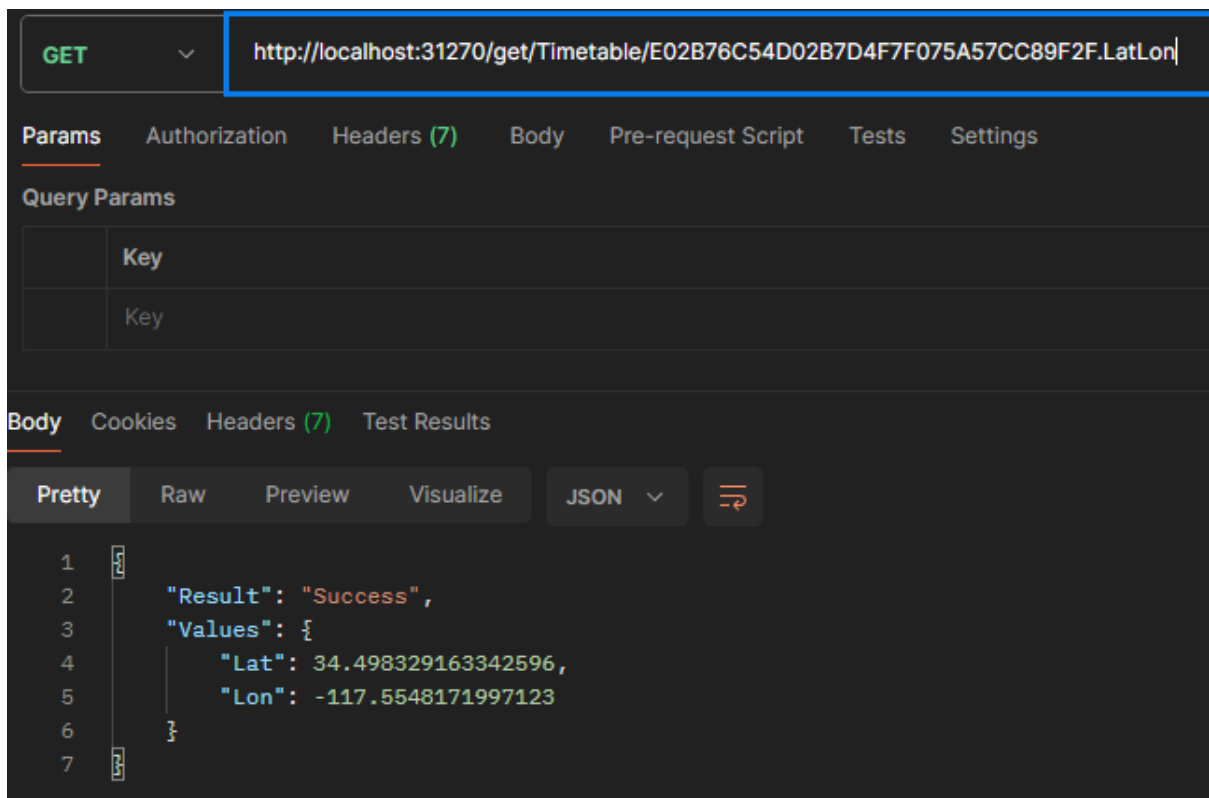 GET http://localhost:31270/get/Timetable/E02B76C54D02B7D4F7F075A57CC89F2F.LatLon
Params Authorization Headers (7) Body Pre-request Script Tests Settings
Query Params
Key
Key
Body Cookies Headers (7) Test Results
Pretty Raw Preview Visualize JSON
1 {
2 "Result": "Success",
3 "Values": {
4 "Lat": 34.498329163342596,
5 "Lon": -117.5548171997123
6 }
7 }